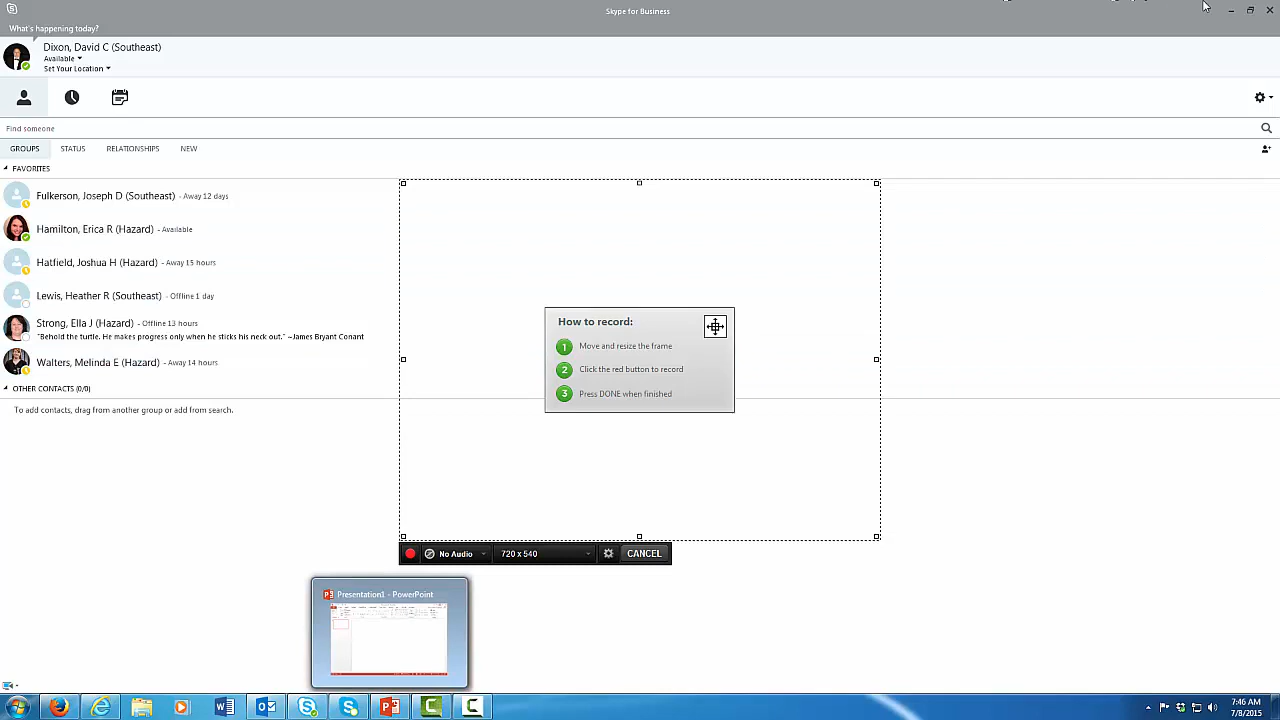 Skype for Business
What's happening today?
Dixon, David C (Southeast)
Available
Set Your Location
Find someone
GROUPS STATUS RELATIONSHIPS NEW
FAVORITES
Fulkerson, Joseph D (Southeast) - Away 12 days
Hamilton, Erica R (Hazard) - Available
Hatfield, Joshua H (Hazard) - Away 15 hours
Lewis, Heather R (Southeast) - Offline 1 day
Strong, Ella J (Hazard) - Offline 13 hours
"Behold the turtle. He makes progress only when he sticks his neck out." ~James Bryant Conant
Walters, Melinda E (Hazard) - Away 14 hours
OTHER CONTACTS (0/0)
To add contacts, drag from another group or add from search.
How to record:
1 Move and resize the frame
2 Click the red button to record
3 Press DONE when finished
No Audio 720 x 540 CANCEL
Presentation1 - PowerPoint
7:46 AM
7/8/2015